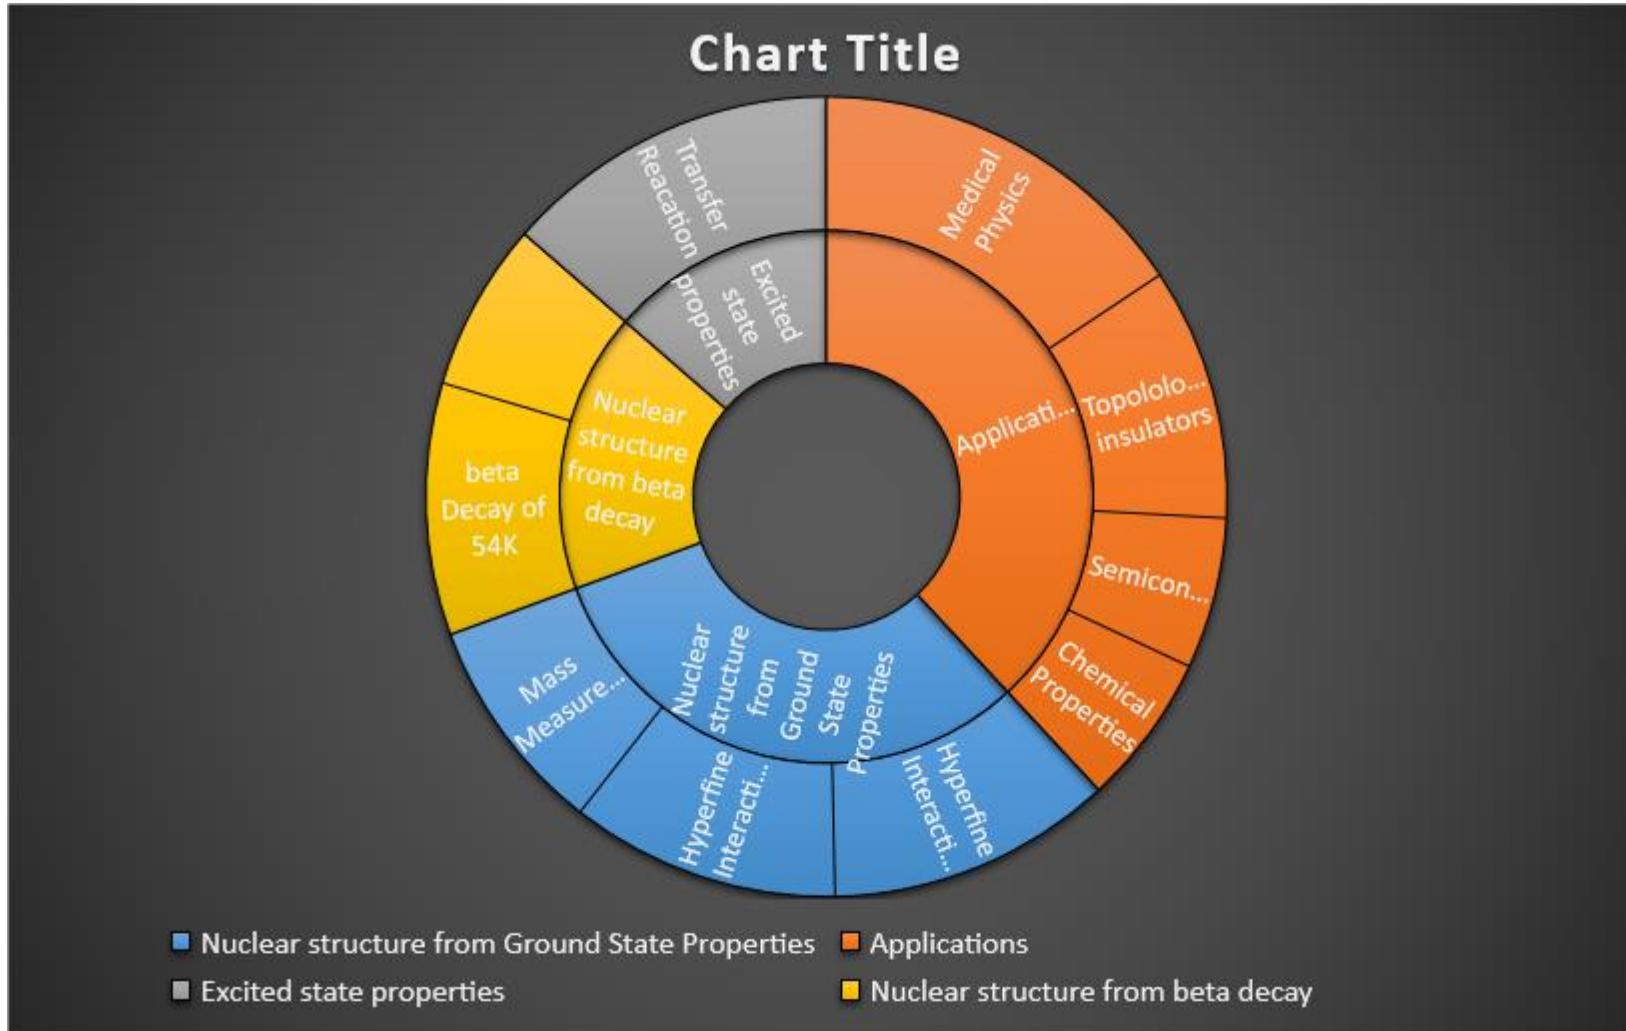 Chart Title
Medical
Physics
Topololo...
insulators
Semicon...
Chemical
Properties
Hyperfine
Interacti...
Hyperfine
Interacti...
Mass
Measure...
beta
Decay of
54K
Transfer
Reacation
Applicati...
Nuclear
structure
from
Ground
State
Properties
Nuclear
structure
from beta
decay
Excited
state
properties
Nuclear structure from Ground State Properties
Applications
Excited state properties
Nuclear structure from beta decay